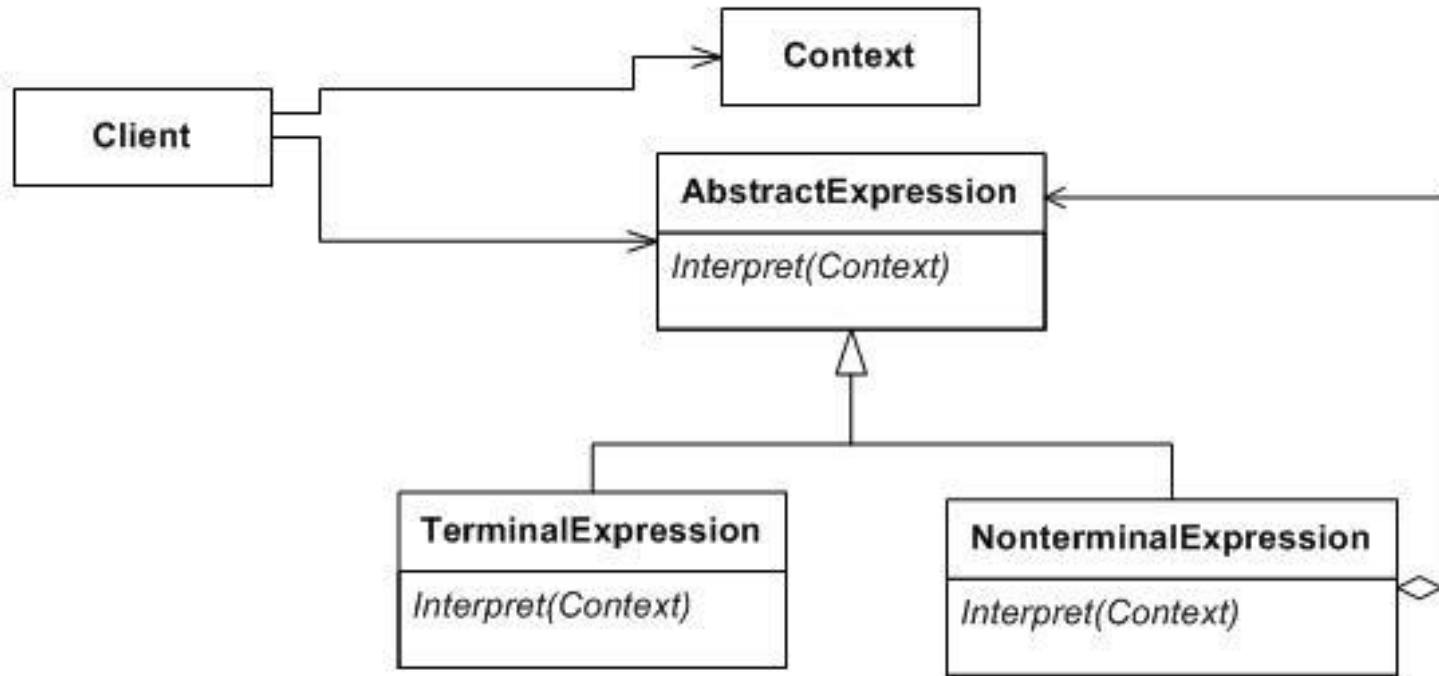 Context
Client
AbstractExpression
Interpret(Context)
TerminalExpression
Interpret(Context)
NonterminalExpression
Interpret(Context)